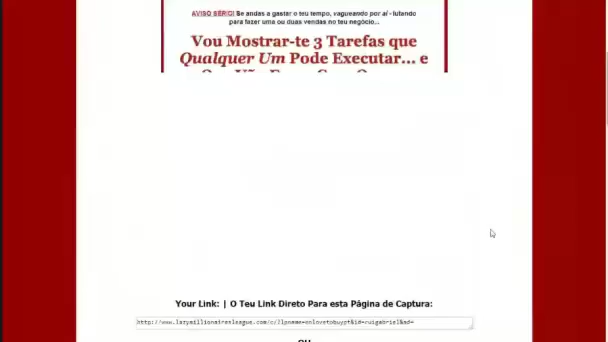 AVISO SÉRIO! Se andas a gastar o teu tempo, vagueando por aí - lutando
para fazer uma ou duas vendas no teu negócio...
Vou Mostrar-te 3 Tarefas que
Qualquer Um Pode Executar... e
Your Link: | O Teu Link Direto Para esta Página de Captura: